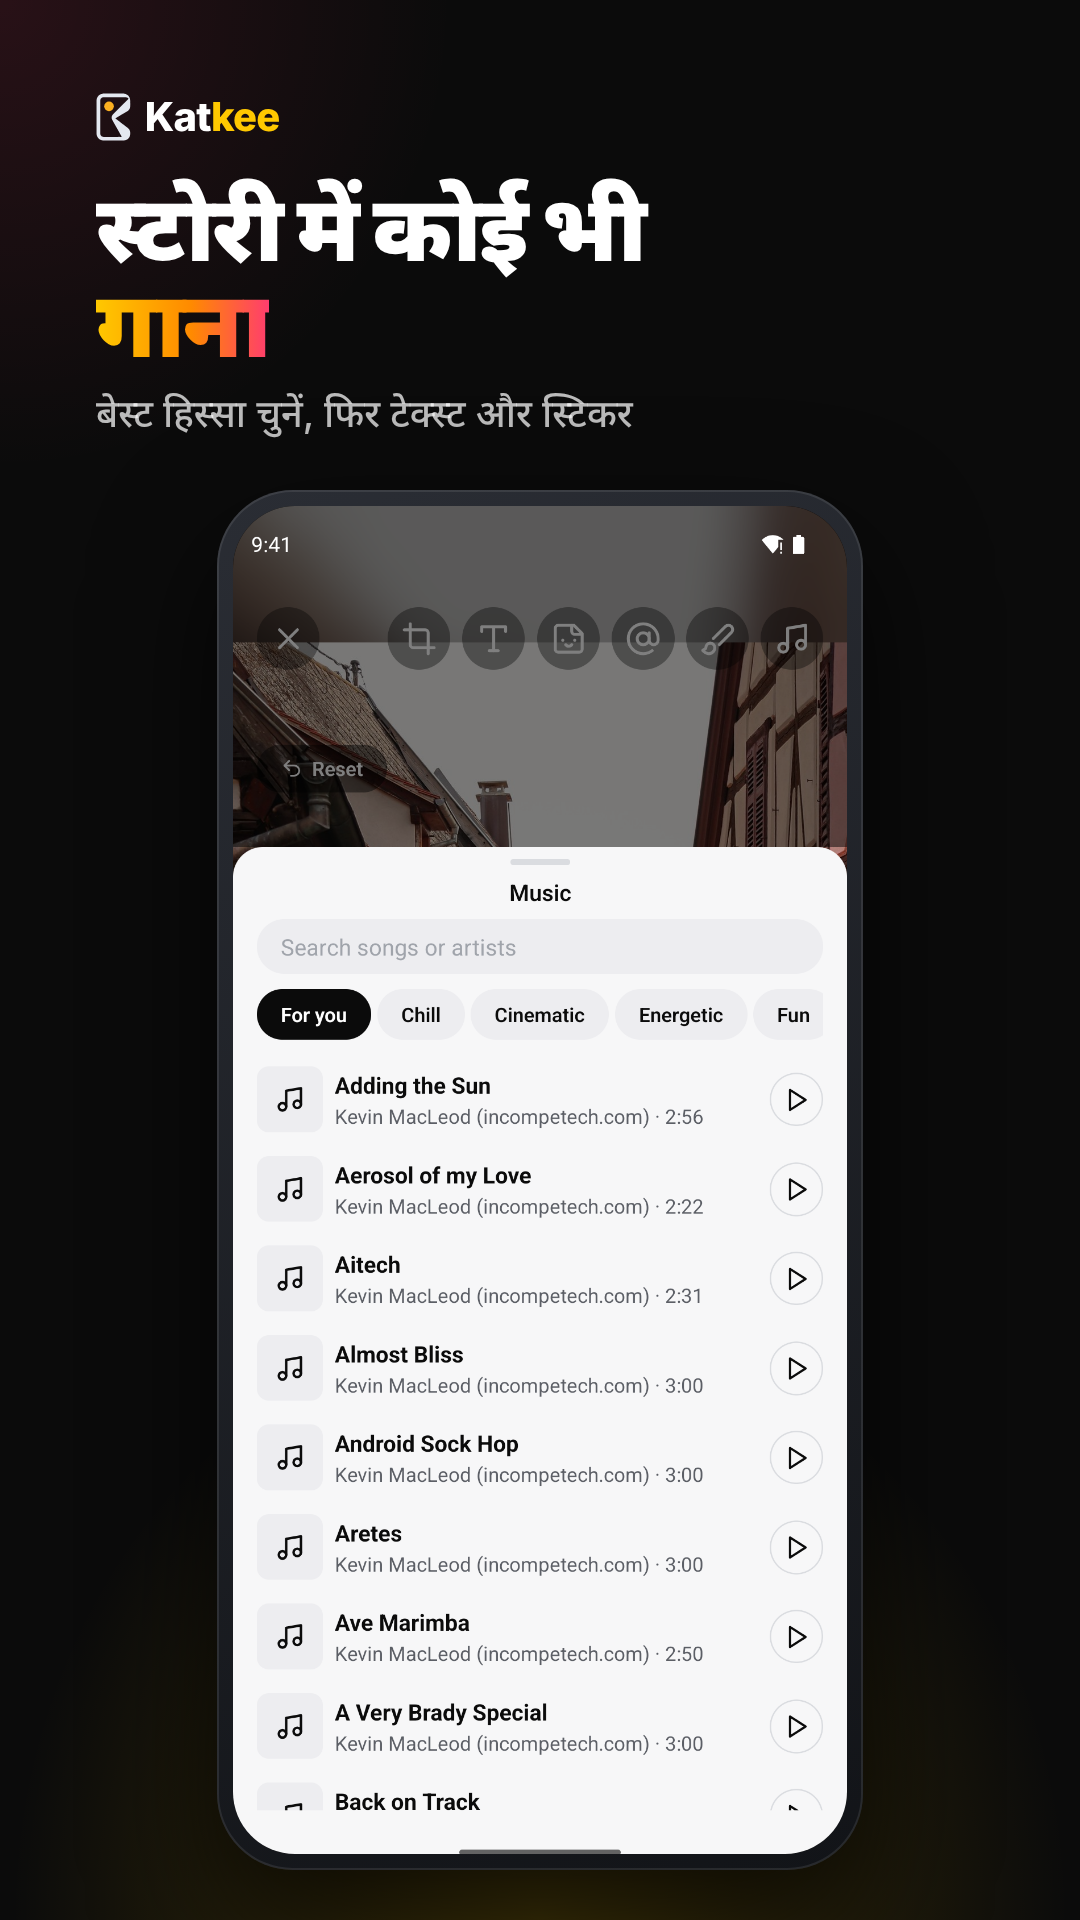 Katkee
स्टोरी में कोई भी
गाना
बेस्ट हिस्सा चुनें, फिर टेक्स्ट और स्टिकर
9:41
Reset
Music
Search songs or artists
For you Chill Cinematic Energetic Fun
Adding the Sun
Kevin MacLeod (incompetech.com) · 2:56
Aerosol of my Love
Kevin MacLeod (incompetech.com) · 2:22
Aitech
Kevin MacLeod (incompetech.com) · 2:31
Almost Bliss
Kevin MacLeod (incompetech.com) · 3:00
Android Sock Hop
Kevin MacLeod (incompetech.com) · 3:00
Aretes
Kevin MacLeod (incompetech.com) · 3:00
Ave Marimba
Kevin MacLeod (incompetech.com) · 2:50
A Very Brady Special
Kevin MacLeod (incompetech.com) · 3:00
Back on Track